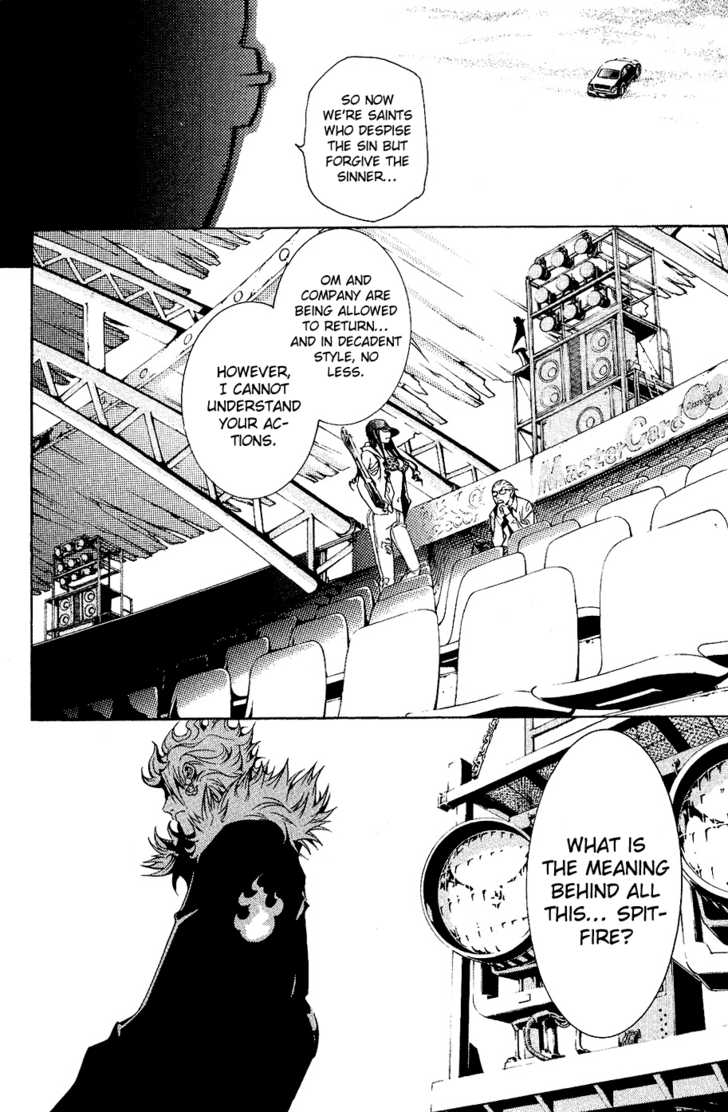 SO NOW
WE'RE SAINTS
WHO DESPISE
THE SIN BUT
FORGIVE THE
SINNER...
OM AND
COMPANY ARE
BEING ALLOWED
TO RETURN...
AND IN DECADENT
STYLE, NO
LESS.
HOWEVER,
I CANNOT
UNDERSTAND
YOUR AC-
TIONS.
MasterCard
WHAT IS
THE MEANING
BEHIND ALL
THIS... SPIT-
FIRE?